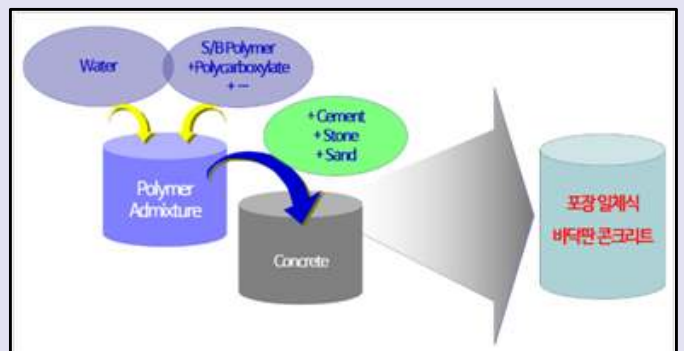 Water
S/B Polymer
+Polycarboxylate
+ ---
+ Cement
+ Stone
+ Sand
Polymer
Admixture
Concrete
포장 일체식
바닥판 콘크리트